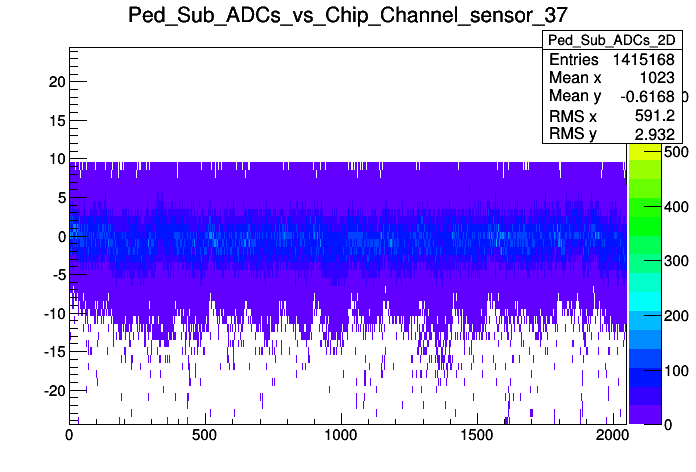 Ped_Sub_ADCs_vs_Chip_Channel_sensor_37
Ped_Sub_ADCs_2D
Entries 1415168
Mean x 1023
Mean y -0.6168
RMS x 591.2
RMS y 2.932
20
15
10
5
0
-5
-10
-15
-20
0 500 1000 1500 2000
0
500
400
300
200
100
0